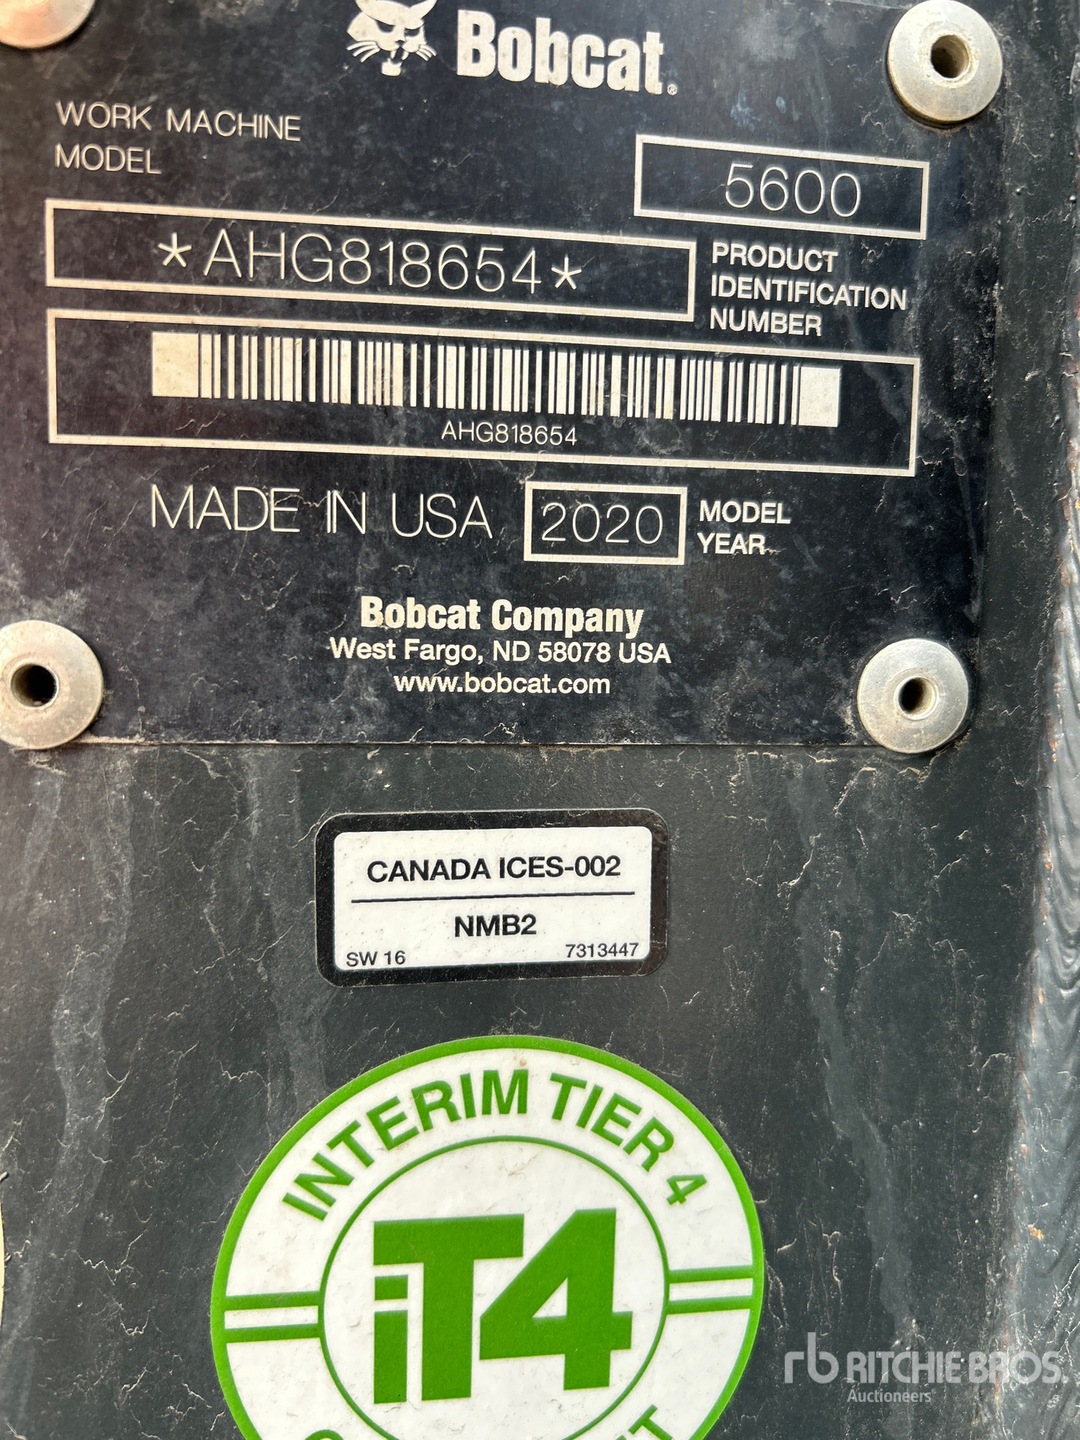 Bobcat®
WORK MACHINE
MODEL
5600
*AHG818654*
PRODUCT
IDENTIFICATION
NUMBER
AHG818654
MADE IN USA
2020
MODEL
YEAR
Bobcat Company
West Fargo, ND 58078 USA
www.bobcat.com
CANADA ICES-002
NMB2
SW 16
7313447
INTERIM TIER 4
iT4
rb RITCHIE BROS.
Auctioneers